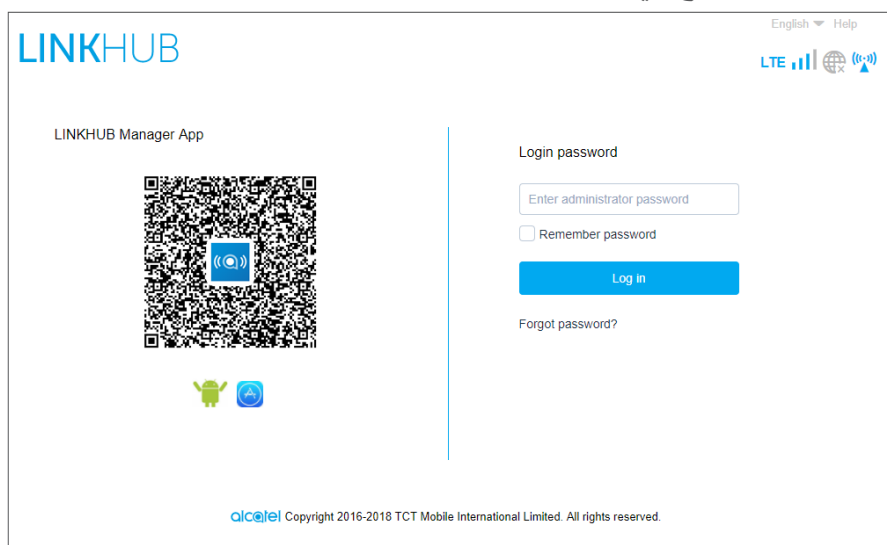 English Help
LINKHUB
LTE
LINKHUB Manager App
Login password
Enter administrator password
Remember password
Log in
Forgot password?
alcatel Copyright 2016-2018 TCT Mobile International Limited. All rights reserved.